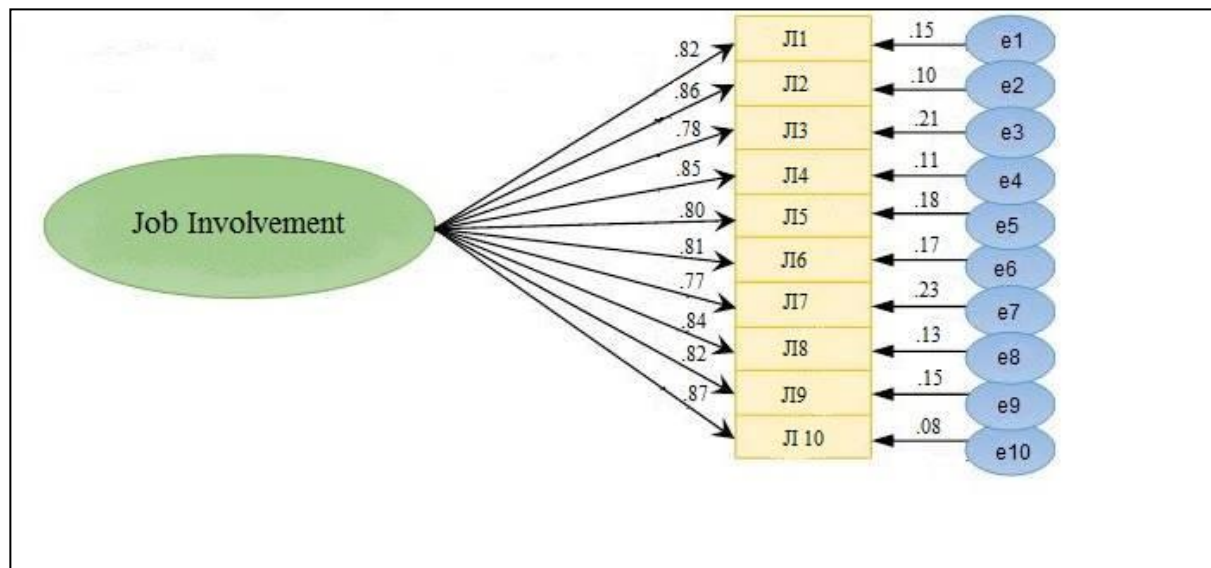 Job Involvement
.82
.86
.78
.85
.80
.81
.77
.84
.82
.87
JI1
JI2
JI3
JI4
JI5
JI6
JI7
JI8
JI9
JI 10
.15
.10
.21
.11
.18
.17
.23
.13
.15
.08
e1
e2
e3
e4
e5
e6
e7
e8
e9
e10